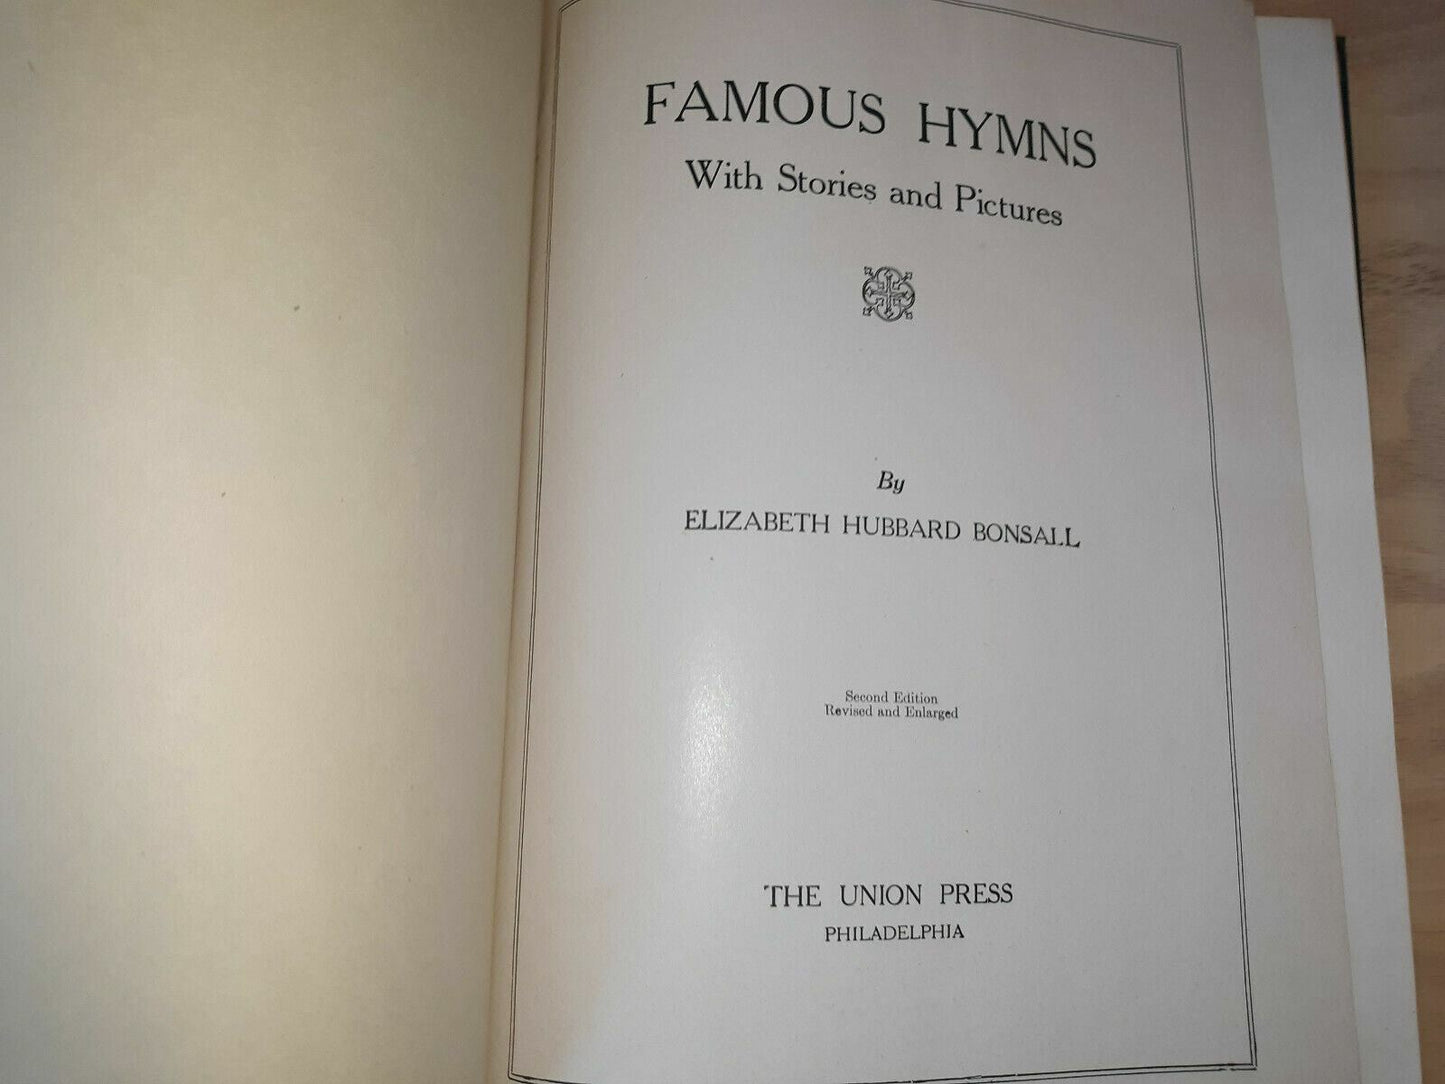 FAMOUS HYMNS
With Stories and Pictures
By
ELIZABETH HUBBARD BONSALL
Second Edition
Revised and Enlarged
THE UNION PRESS
PHILADELPHIA